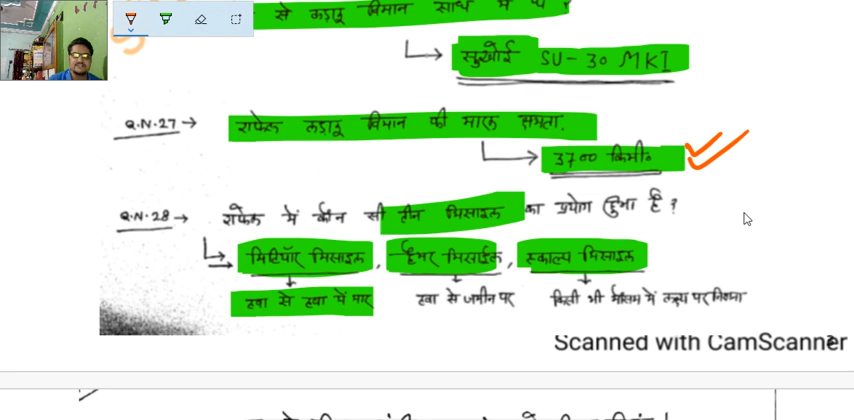 से लड़ाकू विमान साथ में थे ?
सुखोई SU-30 MKI
Q.N.27 → राफेल लड़ाकू विमान की मारक क्षमता.
3700 किमी०
Q.N.28 → राफेल में कौन सी तीन मिसाइल का प्रयोग हुआ है ?
मिटिऑर मिसाइल, हैमर मिसाईल, स्काल्प मिसाइल
हवा से हवा में मार हवा से जमीन पर किसी भी मौसम में लक्ष्य पर निशाना
Scanned with CamScanner